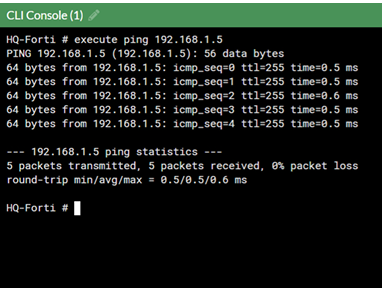 CLI Console (1)
HQ-Forti # execute ping 192.168.1.5
PING 192.168.1.5 (192.168.1.5): 56 data bytes
64 bytes from 192.168.1.5: icmp_seq=0 ttl=255 time=0.5 ms
64 bytes from 192.168.1.5: icmp_seq=1 ttl=255 time=0.5 ms
64 bytes from 192.168.1.5: icmp_seq=2 ttl=255 time=0.6 ms
64 bytes from 192.168.1.5: icmp_seq=3 ttl=255 time=0.5 ms
64 bytes from 192.168.1.5: icmp_seq=4 ttl=255 time=0.5 ms
--- 192.168.1.5 ping statistics ---
5 packets transmitted, 5 packets received, 0% packet loss
round-trip min/avg/max = 0.5/0.5/0.6 ms
HQ-Forti #